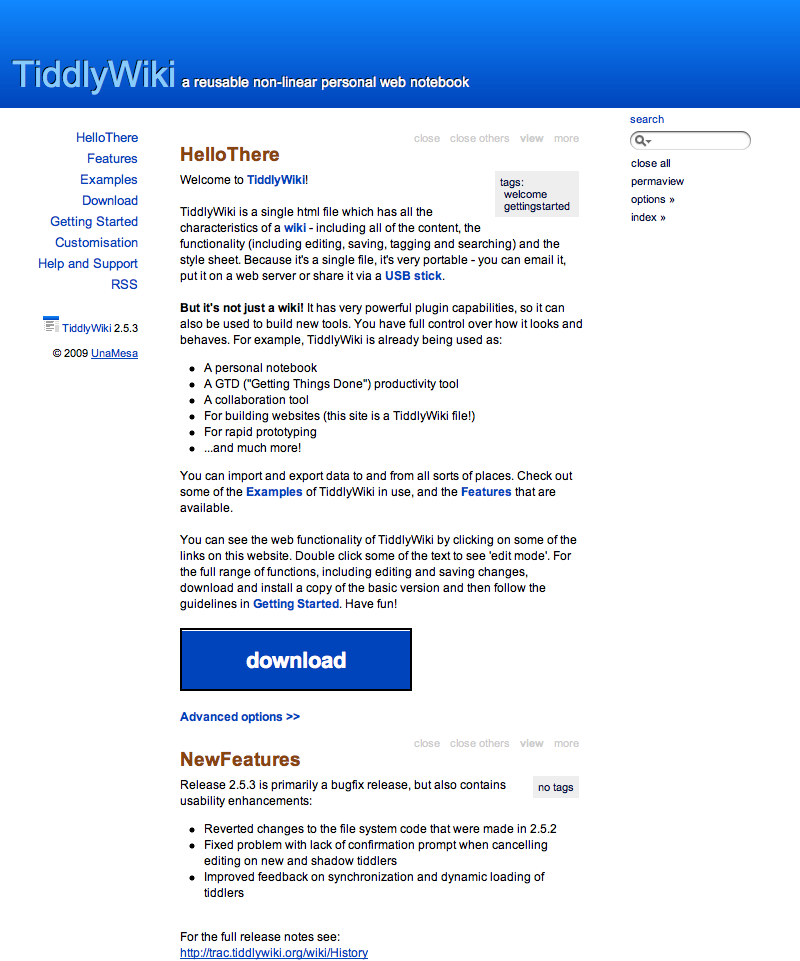 TiddlyWiki a reusable non-linear personal web notebook
HelloThere
Features
Examples
Download
Getting Started
Customisation
Help and Support
RSS
TiddlyWiki 2.5.3
© 2009 UnaMesa
close close others view more
HelloThere
Welcome to TiddlyWiki!
tags:
welcome
gettingstarted
TiddlyWiki is a single html file which has all the
characteristics of a wiki - including all of the content, the
functionality (including editing, saving, tagging and searching) and the
style sheet. Because it's a single file, it's very portable - you can email it,
put it on a web server or share it via a USB stick.
But it's not just a wiki! It has very powerful plugin capabilities, so it can
also be used to build new tools. You have full control over how it looks and
behaves. For example, TiddlyWiki is already being used as:
● A personal notebook
● A GTD ("Getting Things Done") productivity tool
● A collaboration tool
● For building websites (this site is a TiddlyWiki file!)
● For rapid prototyping
● ...and much more!
You can import and export data to and from all sorts of places. Check out
some of the Examples of TiddlyWiki in use, and the Features that are
available.
You can see the web functionality of TiddlyWiki by clicking on some of the
links on this website. Double click some of the text to see 'edit mode'. For
the full range of functions, including editing and saving changes,
download and install a copy of the basic version and then follow the
guidelines in Getting Started. Have fun!
download
Advanced options >>
close close others view more
NewFeatures
Release 2.5.3 is primarily a bugfix release, but also contains
usability enhancements:
no tags
● Reverted changes to the file system code that were made in 2.5.2
● Fixed problem with lack of confirmation prompt when cancelling
editing on new and shadow tiddlers
● Improved feedback on synchronization and dynamic loading of
tiddlers
For the full release notes see:
http://trac.tiddlywiki.org/wiki/History
search
close all
permaview
options »
index »